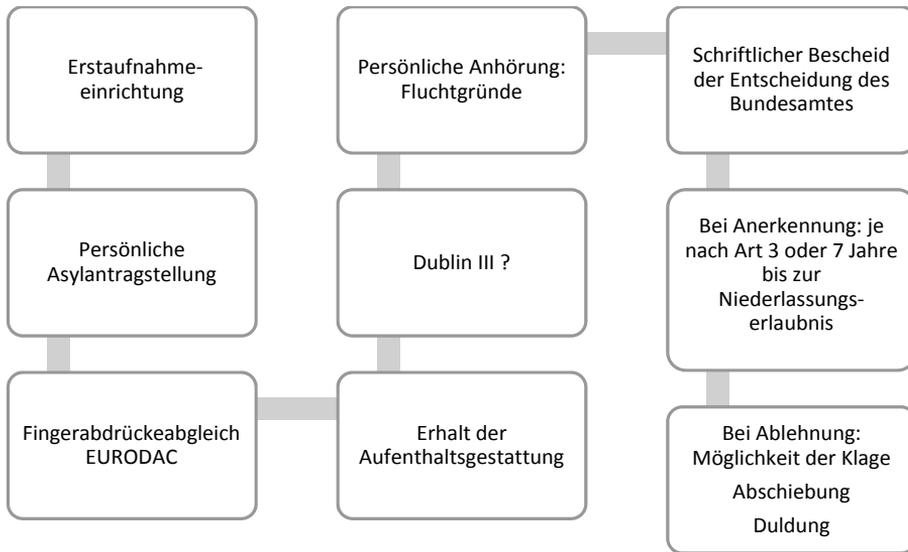 Erstaufnahme-
einrichtung
Persönliche
Asylantragstellung
Fingerabdrückeabgleich
EURODAC
Erhalt der
Aufenthaltsgestattung
Dublin III ?
Persönliche Anhörung:
Fluchtgründe
Schriftlicher Bescheid
der Entscheidung des
Bundesamtes
Bei Anerkennung: je
nach Art 3 oder 7 Jahre
bis zur
Niederlassungs-
erlaubnis
Bei Ablehnung:
Möglichkeit der Klage
Abschiebung
Duldung